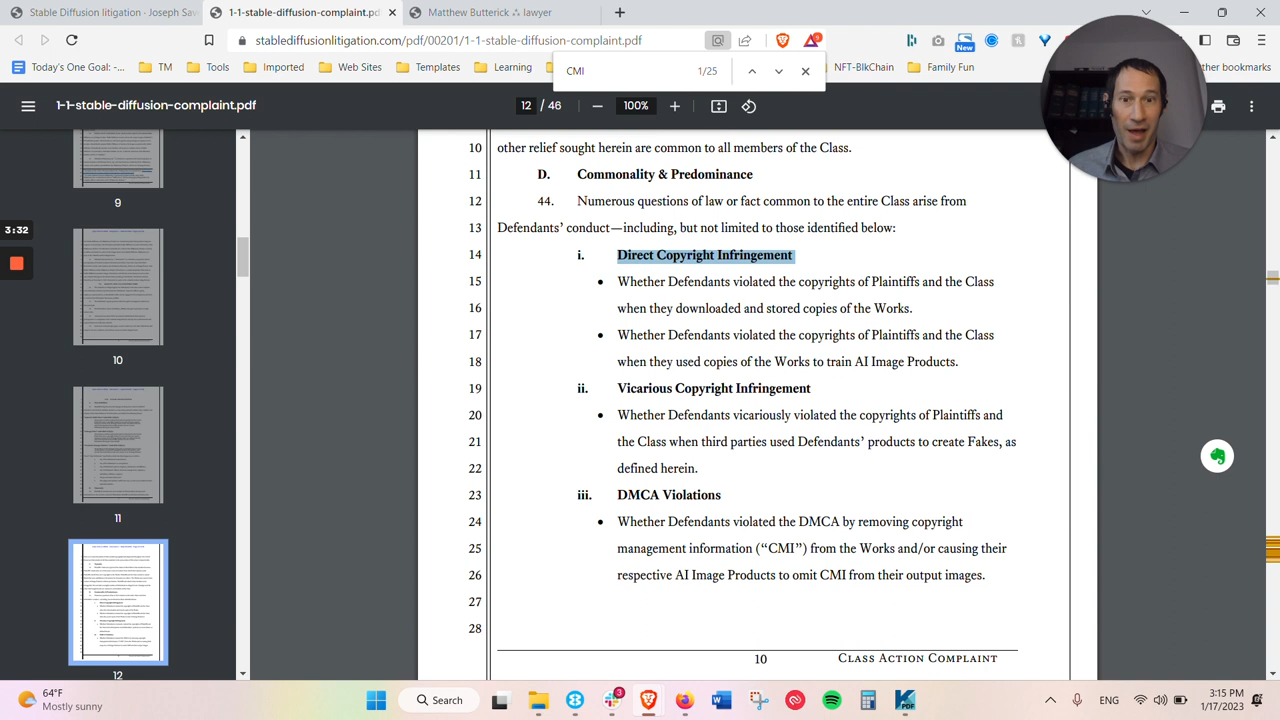 Stable Diffusion litigation · Joseph Sav
1-1-stable-diffusion-complaint.pd
Matthew Butterick ⁂ lawyer
stablediffusionlitigation.com/pdf/00201/1-1-stable-diffusion-complaint.pdf
New
5
Today's One Goal: -...
TM
Tools
Imported
Web Sites
Templates
Learning
NFT-BlkChain
Family Fun
other bookmarks
CMI
1/25
1-1-stable-diffusion-complaint.pdf
12 / 46
100%
9
3:32
10
11
12
10 other relief sought herein are common to all members of the Class.
11 D. Commonality & Predominance
12 44. Numerous questions of law or fact common to the entire Class arise from
13 Defendants' conduct—including, but not limited to those identified below:
14 i. Direct Copyright Infringement
15 • Whether Defendants violated the copyrights of Plaintiffs and the Class
16 when they downloaded and stored copies of the Works.
17 • Whether Defendants violated the copyrights of Plaintiffs and the Class
18 when they used copies of the Works to train AI Image Products.
19 ii. Vicarious Copyright Infringement
20 • Whether Defendants vicariously violated the copyrights of Plaintiffs and
21 the Class when third parties used Defendants' products to create Fakes, as
22 defined herein.
23 iii. DMCA Violations
24 • Whether Defendants violated the DMCA by removing copyright
25 management information (“CMI”) from the Works and/or causing their
26 respective AI Image Products to omit CMI from their output images.
27
28
10 CLASS ACTION COMPLAINT
64°F
Mostly sunny
Search
3
PDF
ENG
3:15 PM
1/17/2023